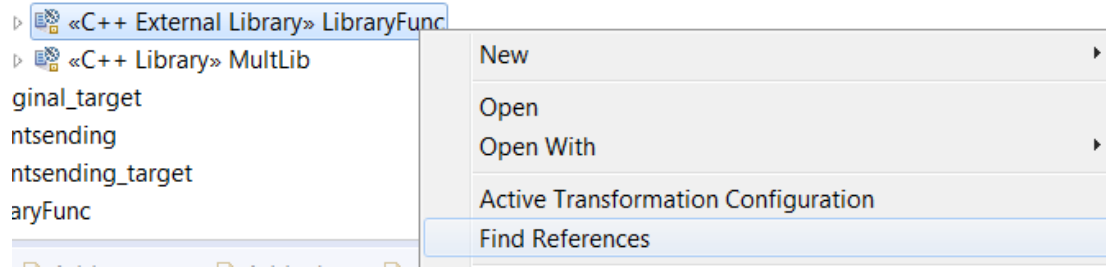 «C++ External Library» LibraryFunc
«C++ Library» MultLib
ginal_target
ntsending
ntsending_target
aryFunc
New
Open
Open With
Active Transformation Configuration
Find References